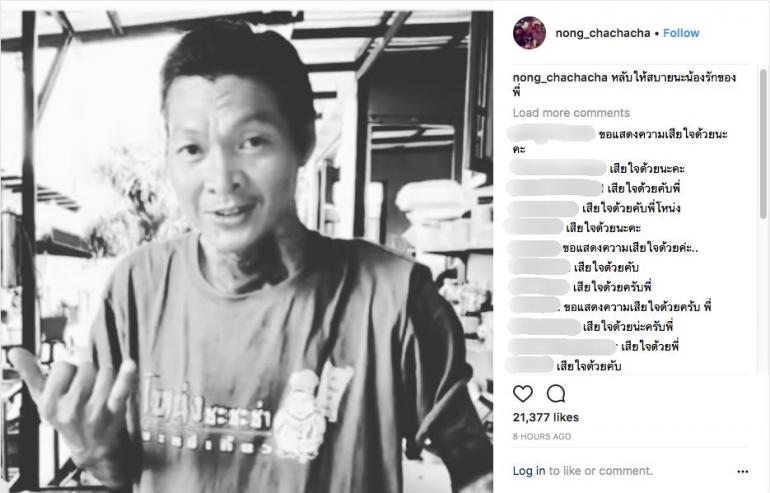 nong_chachacha • Follow
nong_chachacha หลับให้สบายนะน้องรักของ
พี่
Load more comments
ขอแสดงความเสียใจด้วยนะ
คะ
เสียใจด้วยนะคะ
เสียใจด้วยคับพี่
เสียใจด้วยคับพี่โหน่ง
เสียใจด้วยนะคะ
ขอแสดงความเสียใจด้วยค่ะ..
เสียใจด้วยคับ
เสียใจด้วยครับพี่
ขอแสดงความเสียใจด้วยครับ พี่
เสียใจด้วยน่ะครับพี่
เสียใจด้วยพี่
เสียใจด้วยคับ
21,377 likes
8 HOURS AGO
Log in to like or comment.